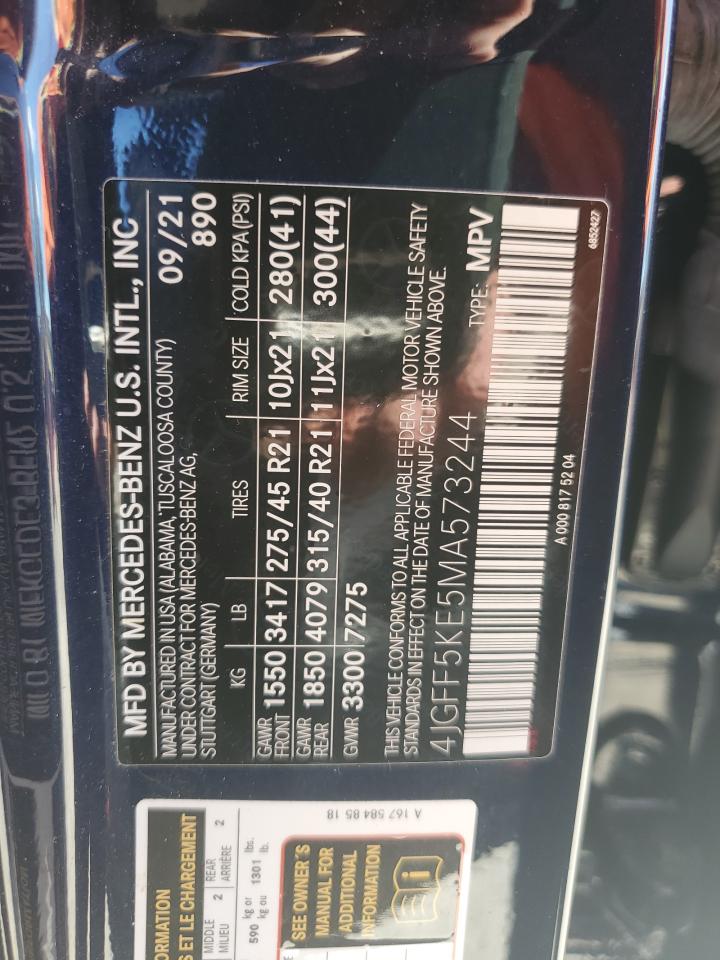 MFD BY MERCEDES-BENZ U.S. INTL., INC
MANUFACTURED IN USA (ALABAMA, TUSCALOOSA COUNTY) 09/21
UNDER CONTRACT FOR MERCEDES-BENZ AG, 890
STUTTGART (GERMANY)
KG LB TIRES RIM SIZE COLD KPA (PSI)
GAWR FRONT 1550 3417 275/45 R21 10Jx21 280(41)
GAWR REAR 1850 4079 315/40 R21 11Jx21 300(44)
GVWR 3300 7275
THIS VEHICLE CONFORMS TO ALL APPLICABLE FEDERAL MOTOR VEHICLE SAFETY
STANDARDS IN EFFECT ON THE DATE OF MANUFACTURE SHOWN ABOVE.
4JGFF5KE5MA573244 TYPE: MPV
A 000 817 52 04
6852427
ORMATION
S ET LE CHARGEMENT
MIDDLE 2 REAR 2
MILIEU ARRIÈRE
590 kg or 1301 lbs.
kg ou lb.
SEE OWNER'S
MANUAL FOR
ADDITIONAL
INFORMATION
A 167 584 85 18